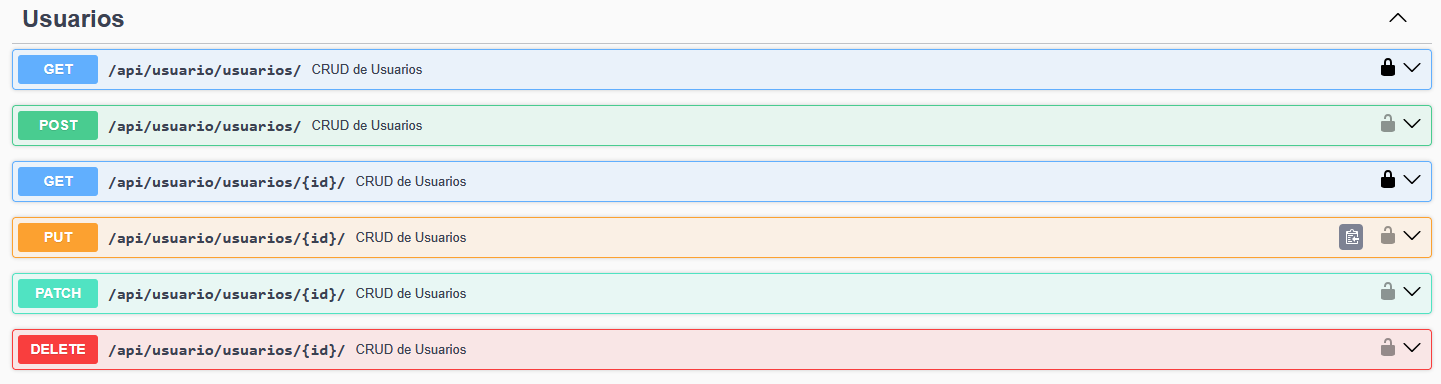 Usuarios
GET /api/usuario/usuarios/ CRUD de Usuarios
POST /api/usuario/usuarios/ CRUD de Usuarios
GET /api/usuario/usuarios/{id}/ CRUD de Usuarios
PUT /api/usuario/usuarios/{id}/ CRUD de Usuarios
PATCH /api/usuario/usuarios/{id}/ CRUD de Usuarios
DELETE /api/usuario/usuarios/{id}/ CRUD de Usuarios